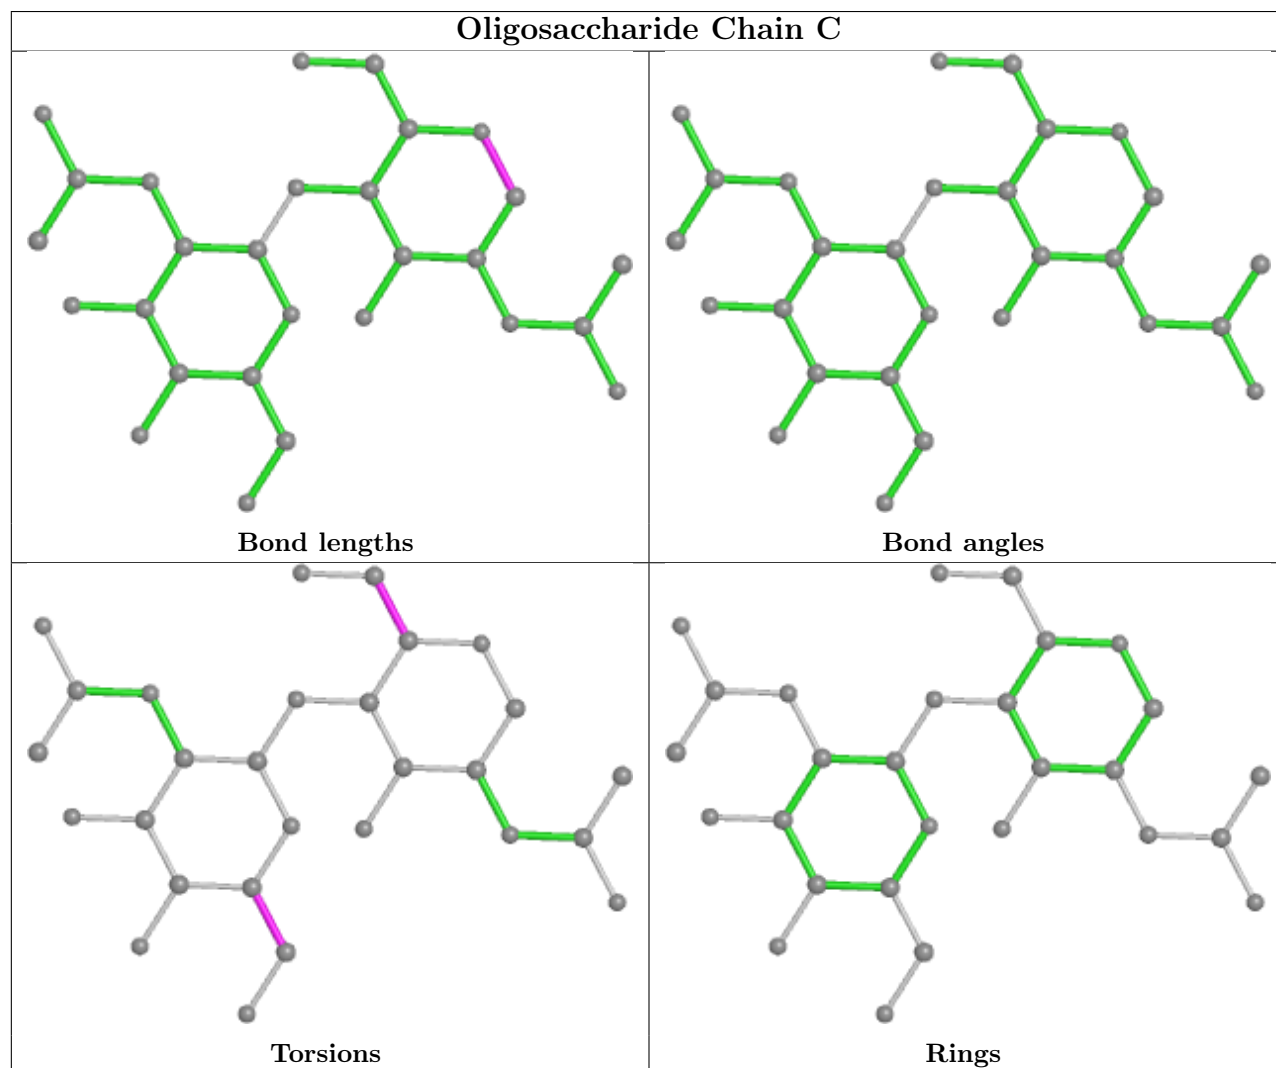 Oligosaccharide Chain C
Bond lengths
Bond angles
Torsions
Rings